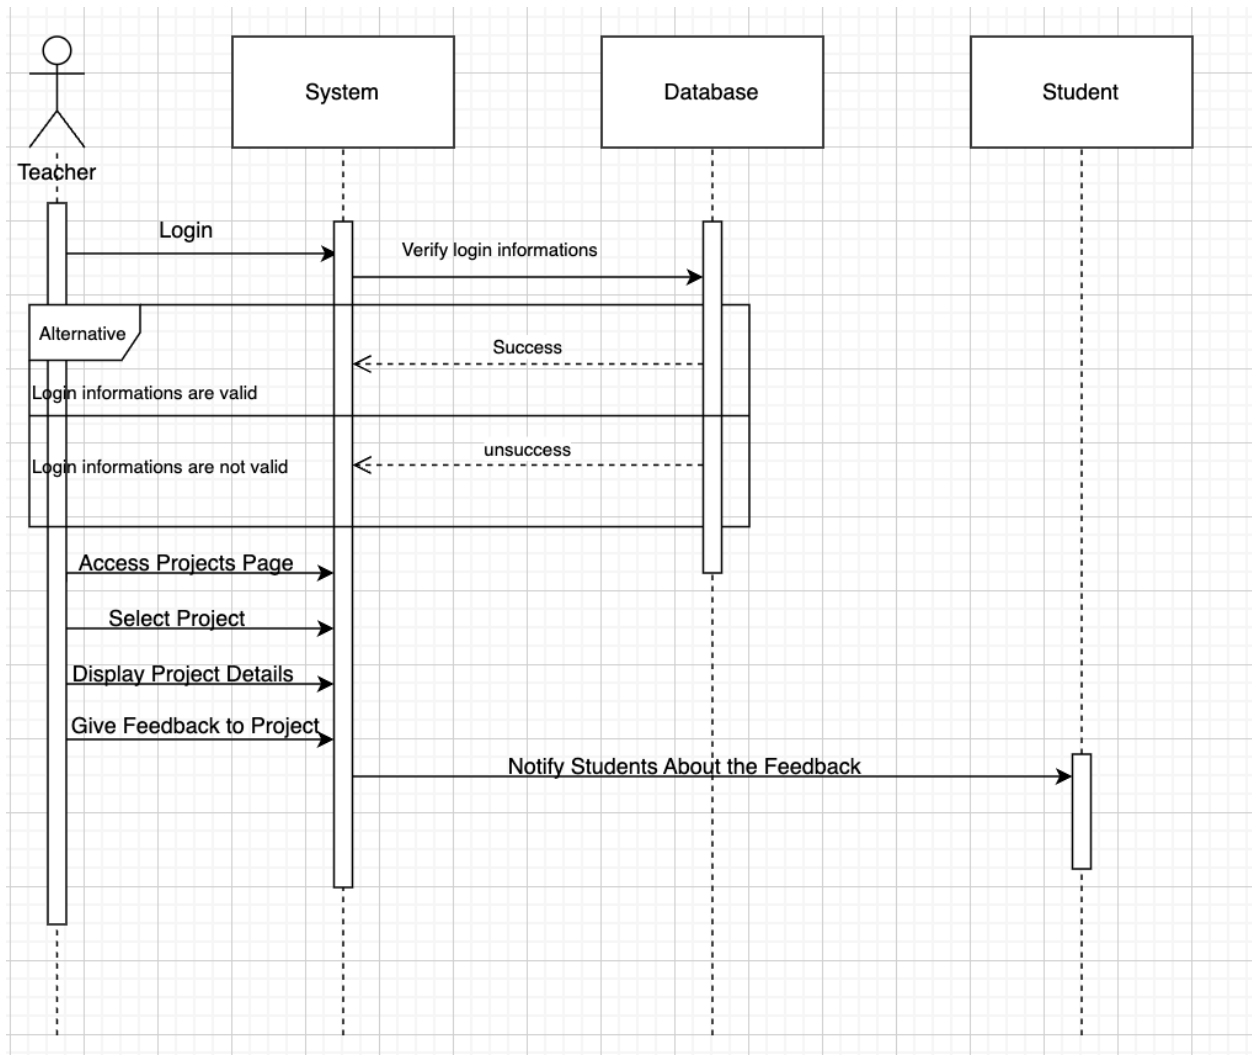 System
Database
Student
Teacher
Login
Verify login informations
Alternative
Success
Login informations are valid
unsuccess
Login informations are not valid
Access Projects Page
Select Project
Display Project Details
Give Feedback to Project
Notify Students About the Feedback